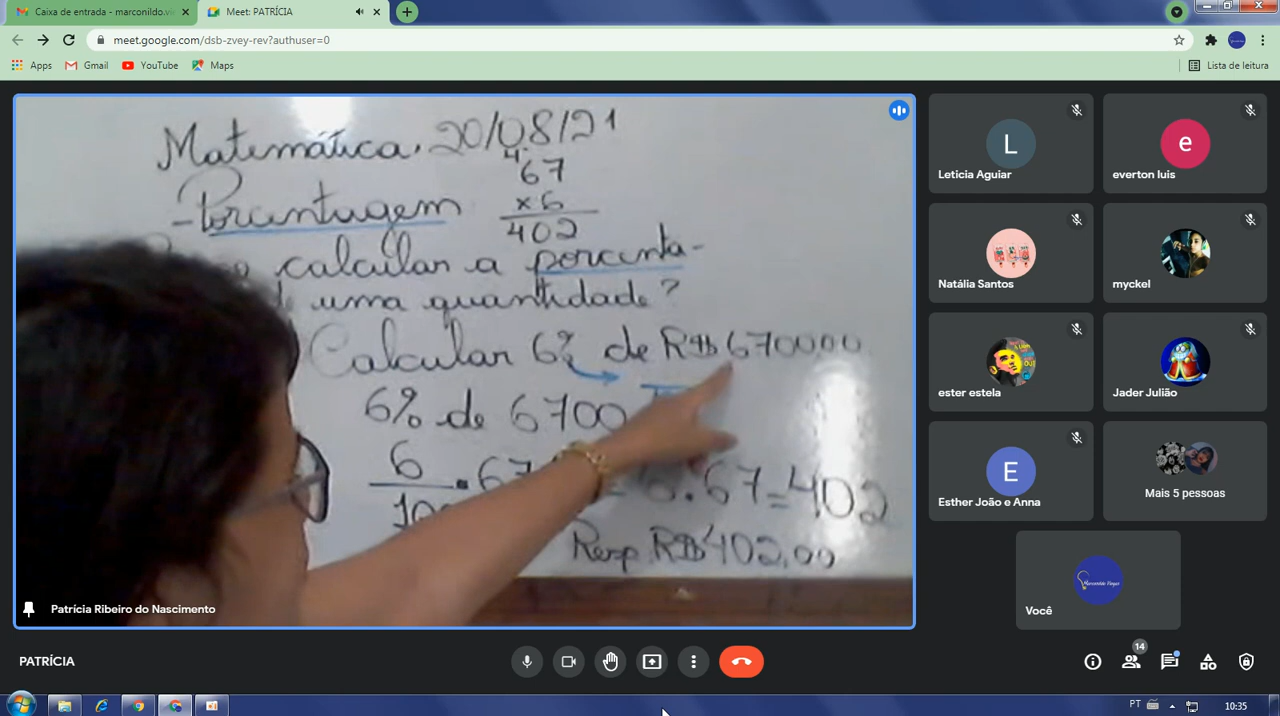 Caixa de entrada - marconildo.vi
Meet: PATRÍCIA
meet.google.com/dsb-zvey-rev?authuser=0
Apps
Gmail
YouTube
Maps
Lista de leitura
Matemática. 20/08/21
4
67
- Porcentagem
x6
402
calcular a porcenta-
uma quantidade?
Calcular 6% de R$ 6700,00
6% de 6700
6
.67
6.67=402
Resp R$ 402,00
Patrícia Ribeiro do Nascimento
L
Leticia Aguiar
e
everton luis
Natália Santos
myckel
ester estela
Jader Julião
E
Esther João e Anna
Mais 5 pessoas
Você
PATRÍCIA
14
PT
10:35